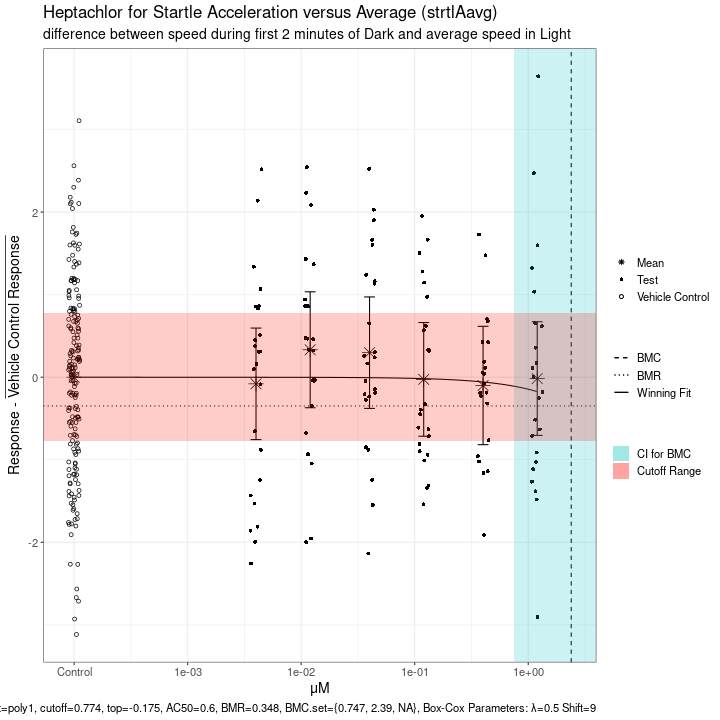 Heptachlor for Startle Acceleration versus Average (strtlAavg)
difference between speed during first 2 minutes of Dark and average speed in Light
Response - Vehicle Control Response
2
0
-2
Control
1e-03
1e-02
1e-01
1e+00
μM
Mean
Test
Vehicle Control
BMC
BMR
Winning Fit
CI for BMC
Cutoff Range
t=poly1, cutoff=0.774, top=-0.175, AC50=0.6, BMR=0.348, BMC.set={0.747, 2.39, NA}, Box-Cox Parameters: λ=0.5 Shift=9